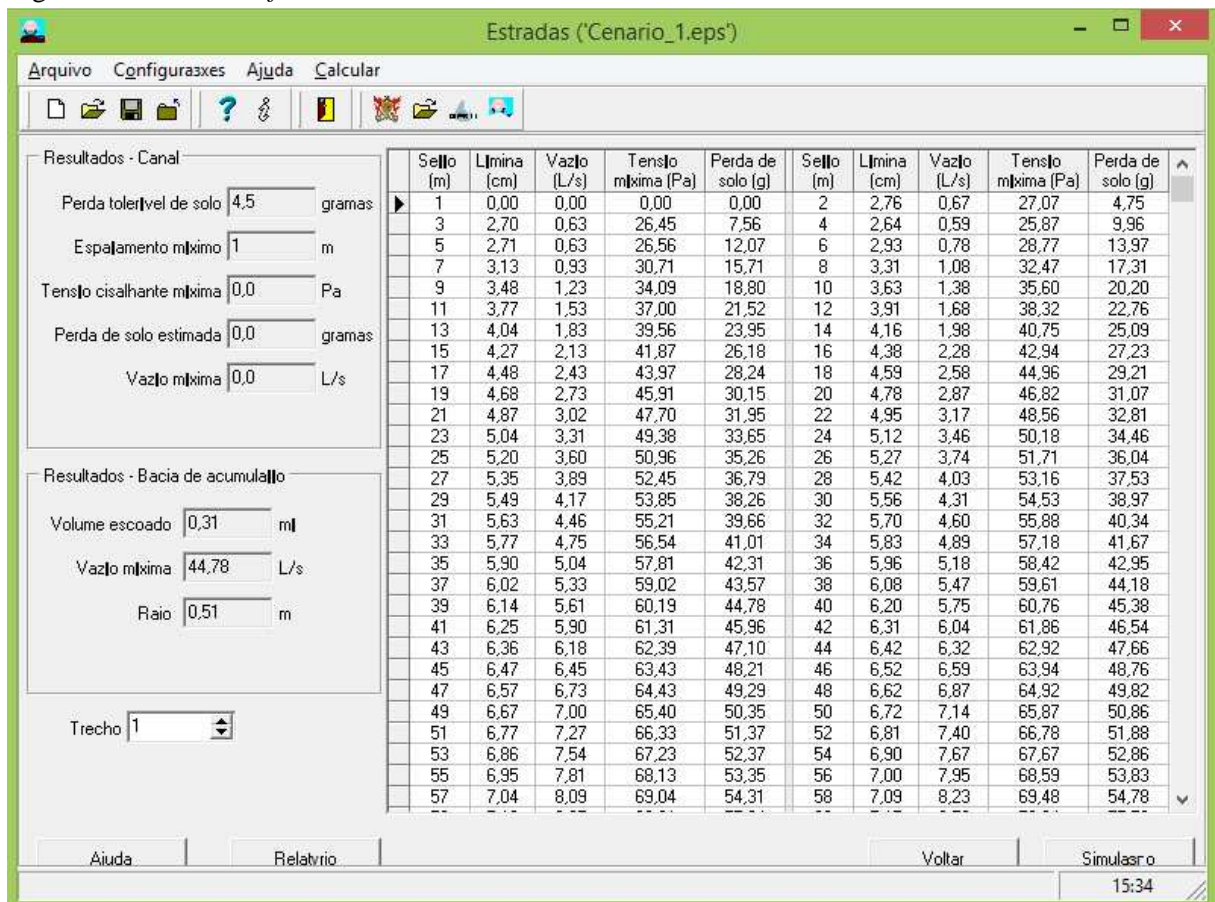 Estradas ('Cenario_1.eps')
Arquivo Configuraзxes Ajuda Calcular
Resultados - Canal
Perda tolerlvel de solo 4,5 gramas
Espalamento mlximo 1 m
Tenslo cisalhante mlxima 0,0 Pa
Perda de solo estimada 0,0 gramas
Vazlo mlxima 0,0 L/s
Resultados - Bacia de acumulallo
Volume escoado 0,31 ml
Vazlo mlxima 44,78 L/s
Raio 0,51 m
Trecho 1
Sello (m) Llmina (cm) Vazlo (L/s) Tenslo mlxima (Pa) Perda de solo (g) Sello (m) Llmina (cm) Vazlo (L/s) Tenslo mlxima (Pa) Perda de solo (g)
1 0,00 0,00 0,00 0,00 2 2,76 0,67 27,07 4,75
3 2,70 0,63 26,45 7,56 4 2,64 0,59 25,87 9,96
5 2,71 0,63 26,56 12,07 6 2,93 0,78 28,77 13,97
7 3,13 0,93 30,71 15,71 8 3,31 1,08 32,47 17,31
9 3,48 1,23 34,09 18,80 10 3,63 1,38 35,60 20,20
11 3,77 1,53 37,00 21,52 12 3,91 1,68 38,32 22,76
13 4,04 1,83 39,56 23,95 14 4,16 1,98 40,75 25,09
15 4,27 2,13 41,87 26,18 16 4,38 2,28 42,94 27,23
17 4,48 2,43 43,97 28,24 18 4,59 2,58 44,96 29,21
19 4,68 2,73 45,91 30,15 20 4,78 2,87 46,82 31,07
21 4,87 3,02 47,70 31,95 22 4,95 3,17 48,56 32,81
23 5,04 3,31 49,38 33,65 24 5,12 3,46 50,18 34,46
25 5,20 3,60 50,96 35,26 26 5,27 3,74 51,71 36,04
27 5,35 3,89 52,45 36,79 28 5,42 4,03 53,16 37,53
29 5,49 4,17 53,85 38,26 30 5,56 4,31 54,53 38,97
31 5,63 4,46 55,21 39,66 32 5,70 4,60 55,88 40,34
33 5,77 4,75 56,54 41,01 34 5,83 4,89 57,18 41,67
35 5,90 5,04 57,81 42,31 36 5,96 5,18 58,42 42,95
37 6,02 5,33 59,02 43,57 38 6,08 5,47 59,61 44,18
39 6,14 5,61 60,19 44,78 40 6,20 5,75 60,76 45,38
41 6,25 5,90 61,31 45,96 42 6,31 6,04 61,86 46,54
43 6,36 6,18 62,39 47,10 44 6,42 6,32 62,92 47,66
45 6,47 6,45 63,43 48,21 46 6,52 6,59 63,94 48,76
47 6,57 6,73 64,43 49,29 48 6,62 6,87 64,92 49,82
49 6,67 7,00 65,40 50,35 50 6,72 7,14 65,87 50,86
51 6,77 7,27 66,33 51,37 52 6,81 7,40 66,78 51,88
53 6,86 7,54 67,23 52,37 54 6,90 7,67 67,67 52,86
55 6,95 7,81 68,13 53,35 56 7,00 7,95 68,59 53,83
57 7,04 8,09 69,04 54,31 58 7,09 8,23 69,48 54,78
Ajuda Relatvrio Voltar Simulasгo
15:34